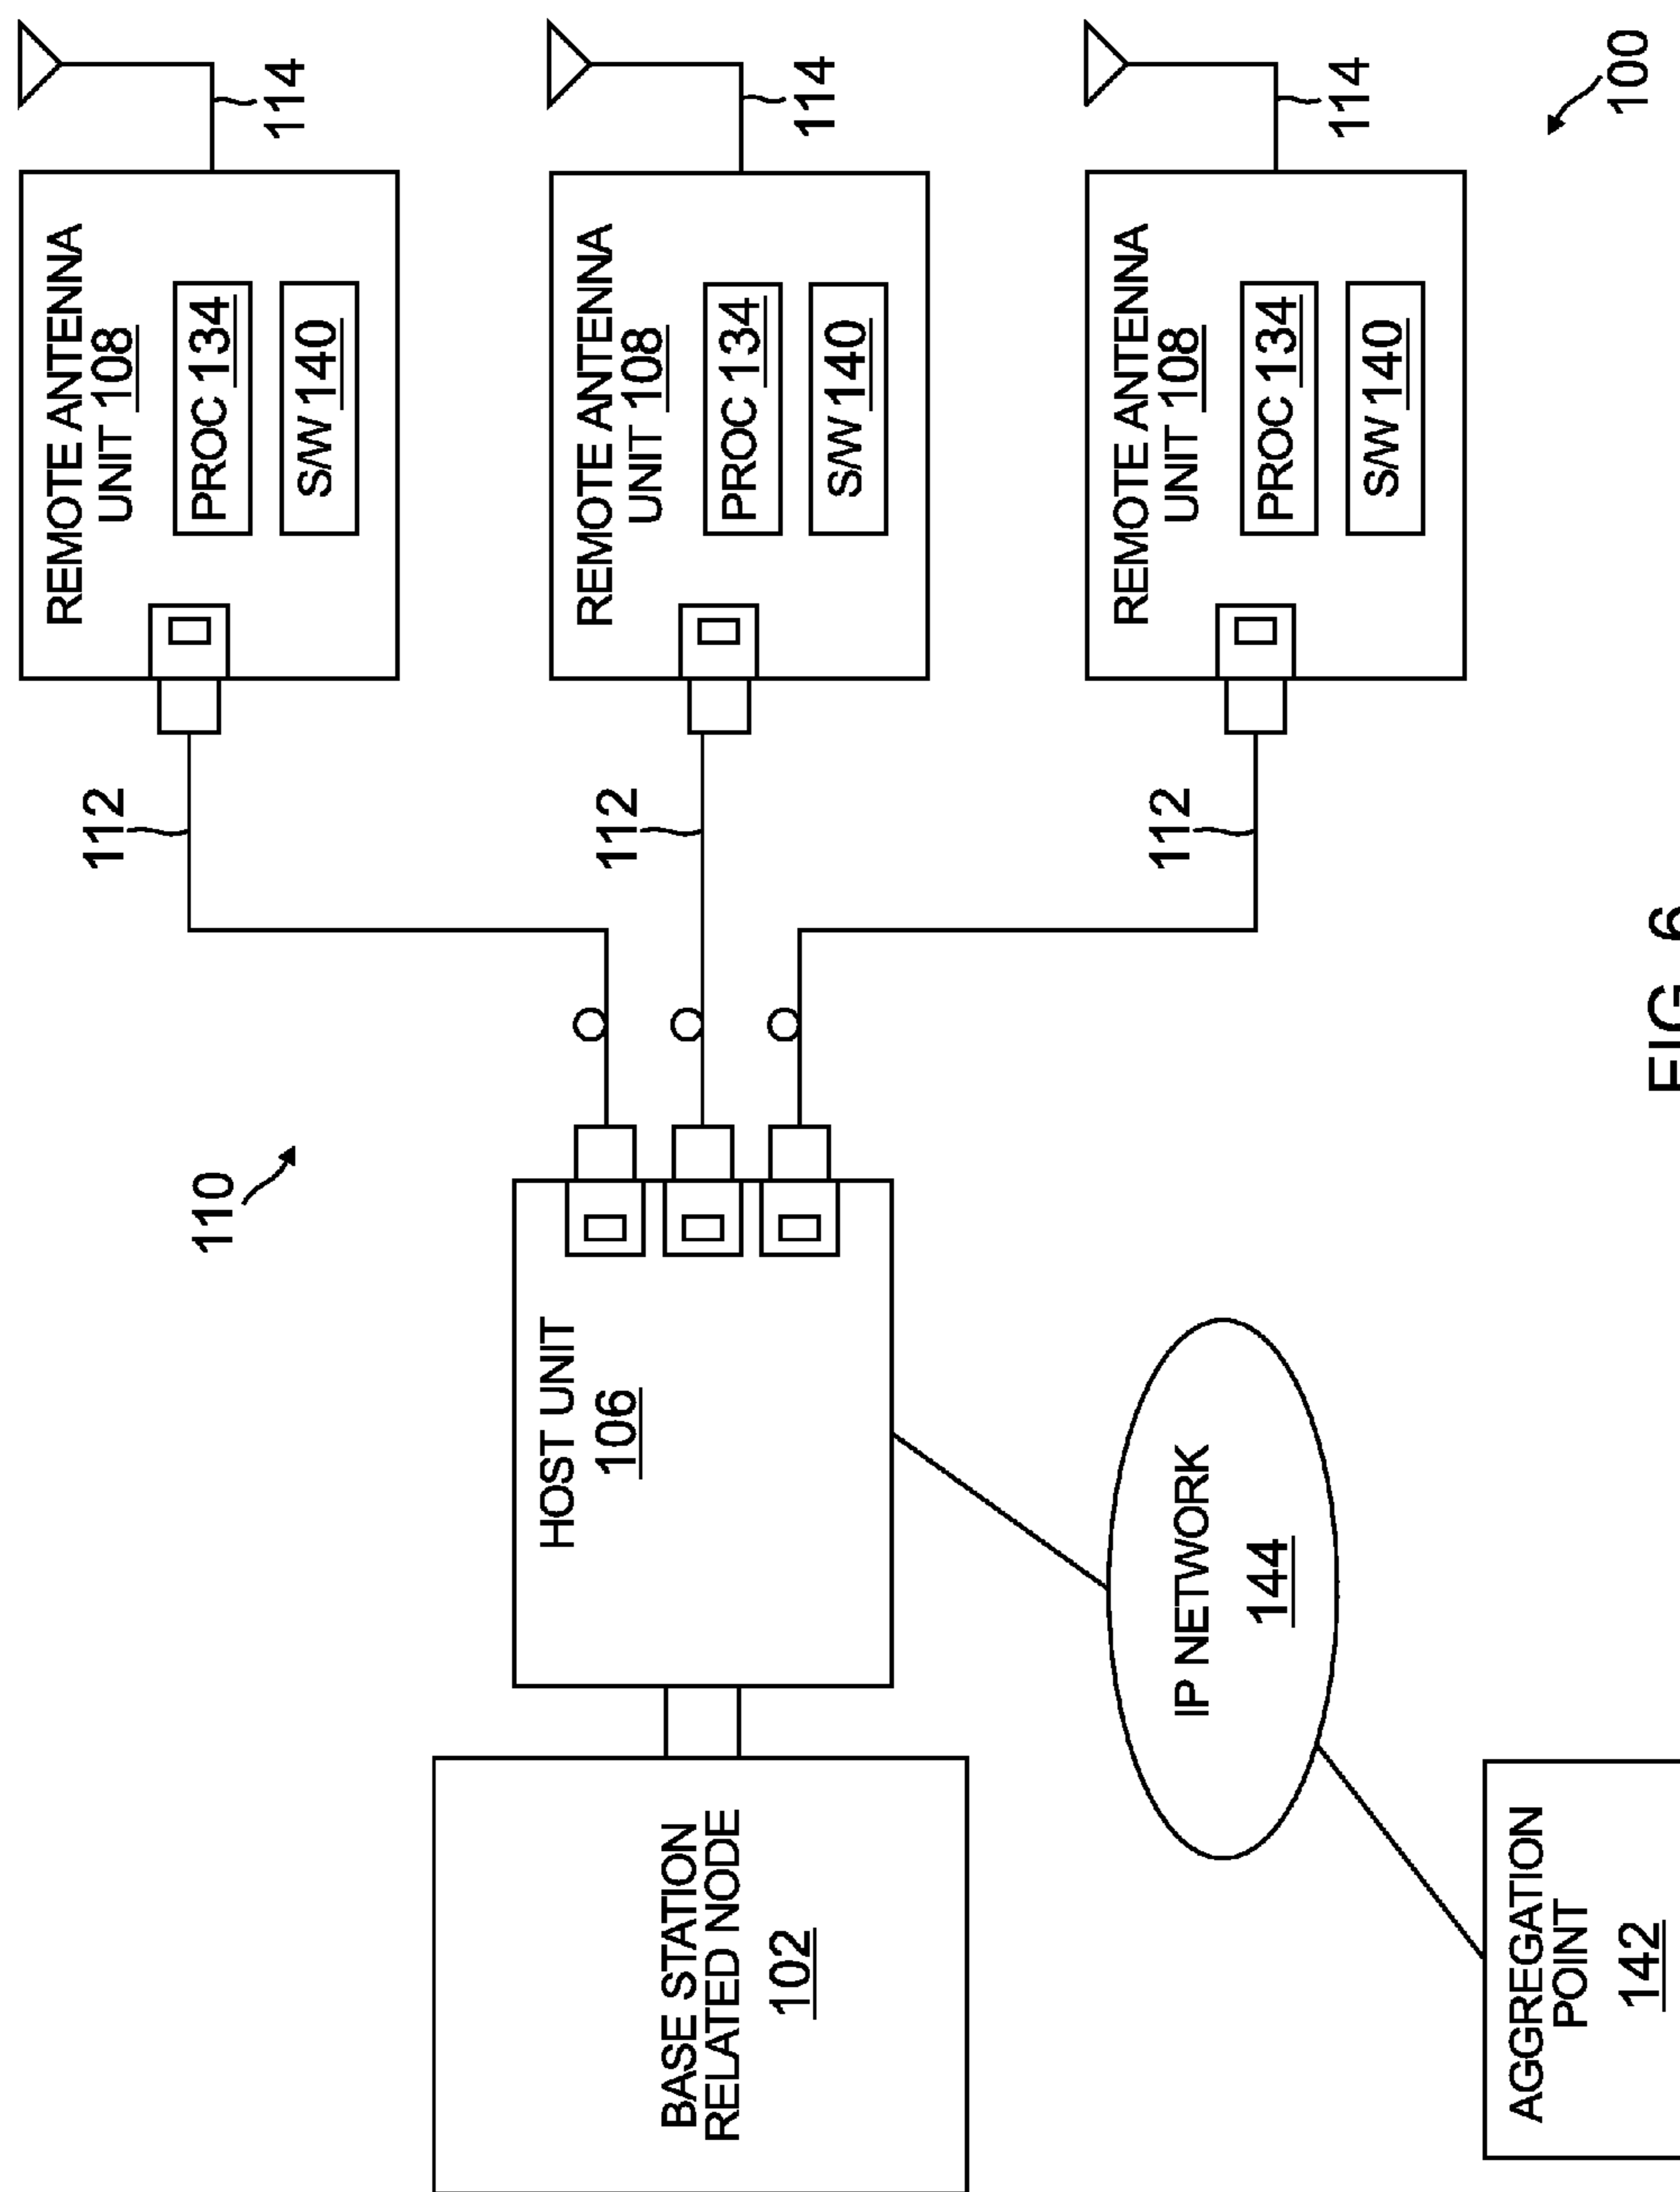 REMOTE ANTENNA
UNIT 108
112
PROC 134
110
114
S/W 140
HOST UNIT
106
REMOTE ANTENNA
UNIT 108
112
BASE STATION
RELATED NODE
102
PROC 134
114
S/W 140
REMOTE ANTENNA
UNIT 108
112
IP NETWORK
144
PROC 134
114
S/W 140
AGGREGATION
POINT
142
100
FIG 6